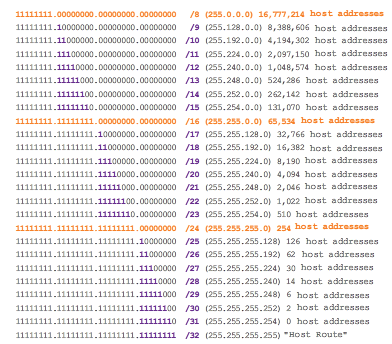 11111111.00000000.00000000.00000000 /8 (255.0.0.0) 16,777,214 host addresses
11111111.10000000.00000000.00000000 /9 (255.128.0.0) 8,388,606 host addresses
11111111.11000000.00000000.00000000 /10 (255.192.0.0) 4,194,302 host addresses
11111111.11100000.00000000.00000000 /11 (255.224.0.0) 2,097,150 host addresses
11111111.11110000.00000000.00000000 /12 (255.240.0.0) 1,048,574 host addresses
11111111.11111000.00000000.00000000 /13 (255.248.0.0) 524,286 host addresses
11111111.11111100.00000000.00000000 /14 (255.252.0.0) 262,142 host addresses
11111111.11111110.00000000.00000000 /15 (255.254.0.0) 131,070 host addresses
11111111.11111111.00000000.00000000 /16 (255.255.0.0) 65,534 host addresses
11111111.11111111.10000000.00000000 /17 (255.255.128.0) 32,766 host addresses
11111111.11111111.11000000.00000000 /18 (255.255.192.0) 16,382 host addresses
11111111.11111111.11100000.00000000 /19 (255.255.224.0) 8,190 host addresses
11111111.11111111.11110000.00000000 /20 (255.255.240.0) 4,094 host addresses
11111111.11111111.11111000.00000000 /21 (255.255.248.0) 2,046 host addresses
11111111.11111111.11111100.00000000 /22 (255.255.252.0) 1,022 host addresses
11111111.11111111.11111110.00000000 /23 (255.255.254.0) 510 host addresses
11111111.11111111.11111111.00000000 /24 (255.255.255.0) 254 host addresses
11111111.11111111.11111111.10000000 /25 (255.255.255.128) 126 host addresses
11111111.11111111.11111111.11000000 /26 (255.255.255.192) 62 host addresses
11111111.11111111.11111111.11100000 /27 (255.255.255.224) 30 host addresses
11111111.11111111.11111111.11110000 /28 (255.255.255.240) 14 host addresses
11111111.11111111.11111111.11111000 /29 (255.255.255.248) 6 host addresses
11111111.11111111.11111111.11111100 /30 (255.255.255.252) 2 host addresses
11111111.11111111.11111111.11111110 /31 (255.255.255.254) 0 host addresses
11111111.11111111.11111111.11111111 /32 (255.255.255.255) "Host Route"